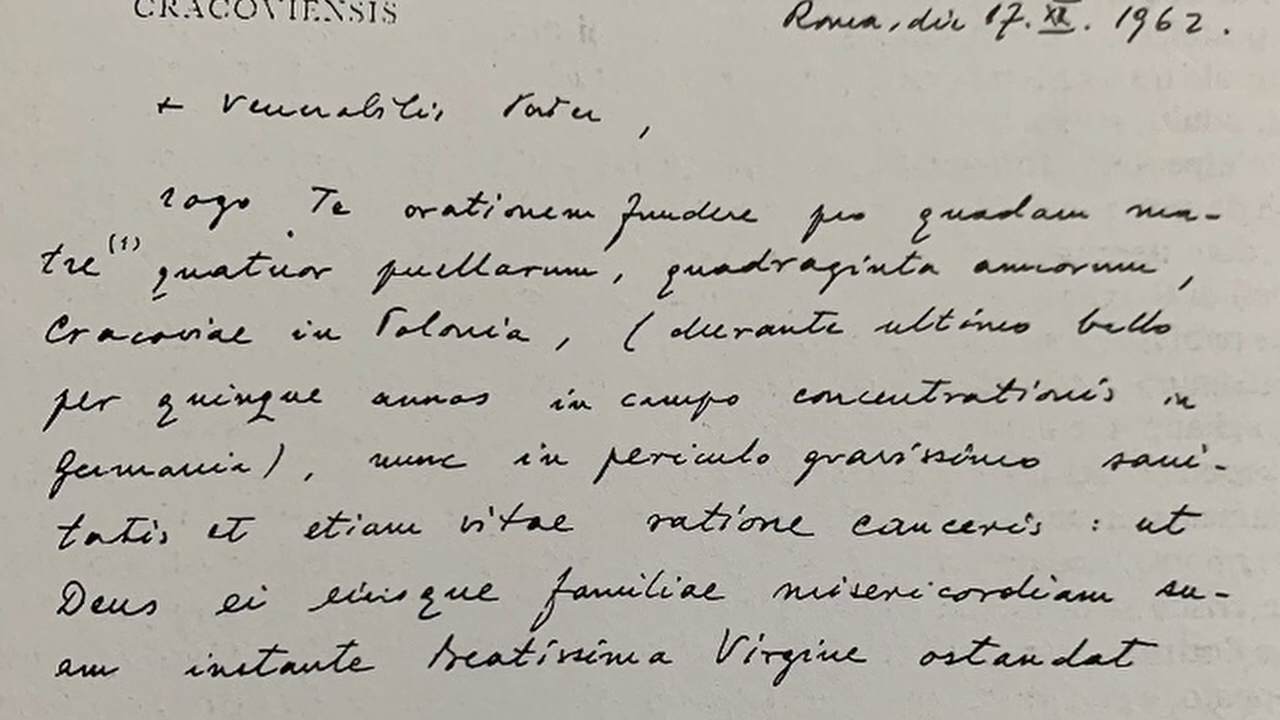 CRACOVIENSIS
Roma, die 17. XI. 1962.
+ Venerabilis Pater,
rogo Te orationem fundere pro quadam ma-
tre(1) quatuor puellarum, quadraginta annorum,
Cracoviae in Polonia, (durante ultimo bello
per quinque annos in campo concentrationis in
Germania), nunc in periculo gravissimo sani-
tatis et etiam vitae ratione canceris : ut
Deus ei eiusque familiae misericordiam su-
am instante Beatissima Virgine ostandat